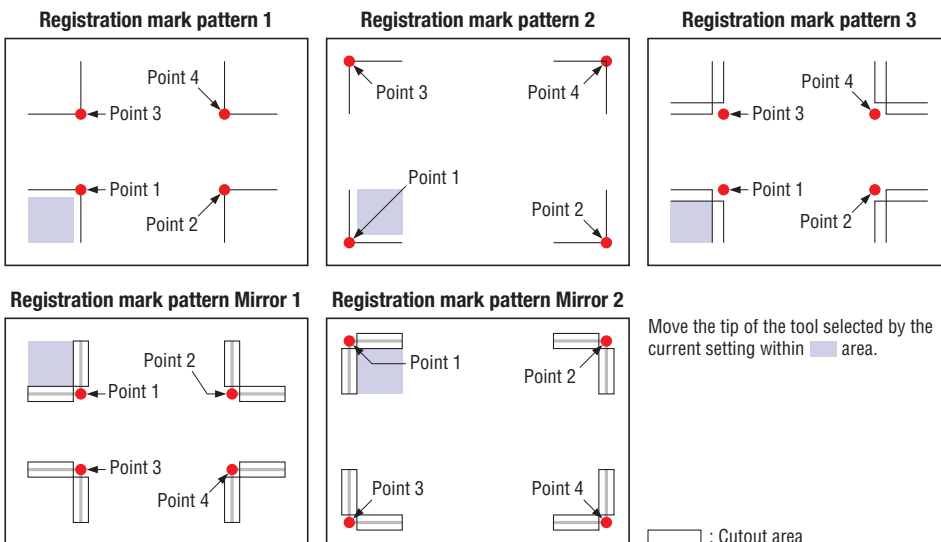 Registration mark pattern 1
Point 4
Point 3
Point 1
Point 2
Registration mark pattern 2
Point 3
Point 4
Point 1
Point 2
Registration mark pattern 3
Point 4
Point 3
Point 1
Point 2
Registration mark pattern Mirror 1
Point 2
Point 1
Point 3
Point 4
Registration mark pattern Mirror 2
Point 1
Point 2
Point 3
Point 4
Move the tip of the tool selected by the
current setting within area.
: Cutout area